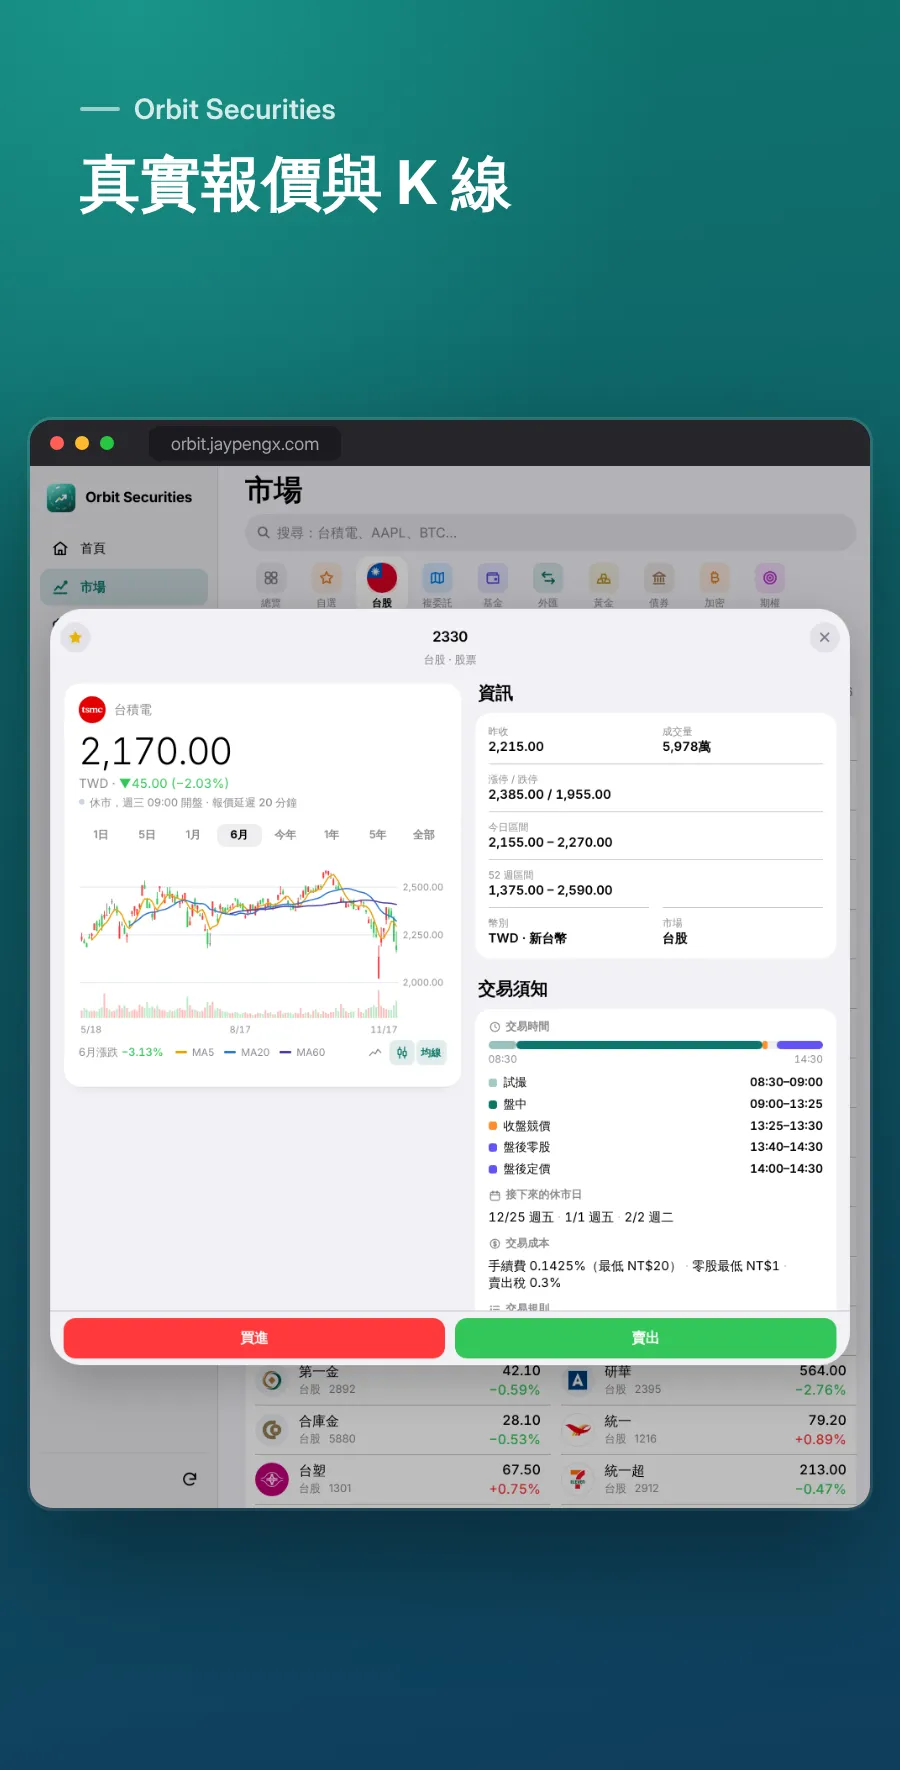 Orbit Securities
真實報價與 K 線
orbit.jaypengx.com
Orbit Securities
首頁
市場
市場
搜尋：台積電、AAPL、BTC...
總覽 自選 台股 複委託 基金 外匯 黃金 債券 加密 期權
2330
台股 · 股票
tsmc 台積電
2,170.00
TWD · ▼45.00 (−2.03%)
休市，週三 09:00 開盤 · 報價延遲 20 分鐘
1日 5日 1月 6月 今年 1年 5年 全部
2,500.00
2,250.00
2,000.00
5/18 8/17 11/17
6月漲跌 −3.13% MA5 MA20 MA60 均線
資訊
昨收 成交量
2,215.00 5,978萬
漲停 / 跌停
2,385.00 / 1,955.00
今日區間
2,155.00 – 2,270.00
52 週區間
1,375.00 – 2,590.00
幣別 市場
TWD · 新台幣 台股
交易須知
交易時間
08:30 14:30
試撮 08:30–09:00
盤中 09:00–13:25
收盤競價 13:25–13:30
盤後零股 13:40–14:30
盤後定價 14:00–14:30
接下來的休市日
12/25 週五 · 1/1 週五 · 2/2 週二
交易成本
手續費 0.1425%（最低 NT$20） · 零股最低 NT$1 ·
賣出稅 0.3%
交易規則
買進 賣出
第一金 42.10 研華 564.00
台股 2892 −0.59% 台股 2395 −2.76%
合庫金 28.10 統一 79.20
台股 5880 −0.53% 台股 1216 +0.89%
台塑 67.50 統一超 213.00
台股 1301 +0.75% 台股 2912 −0.47%